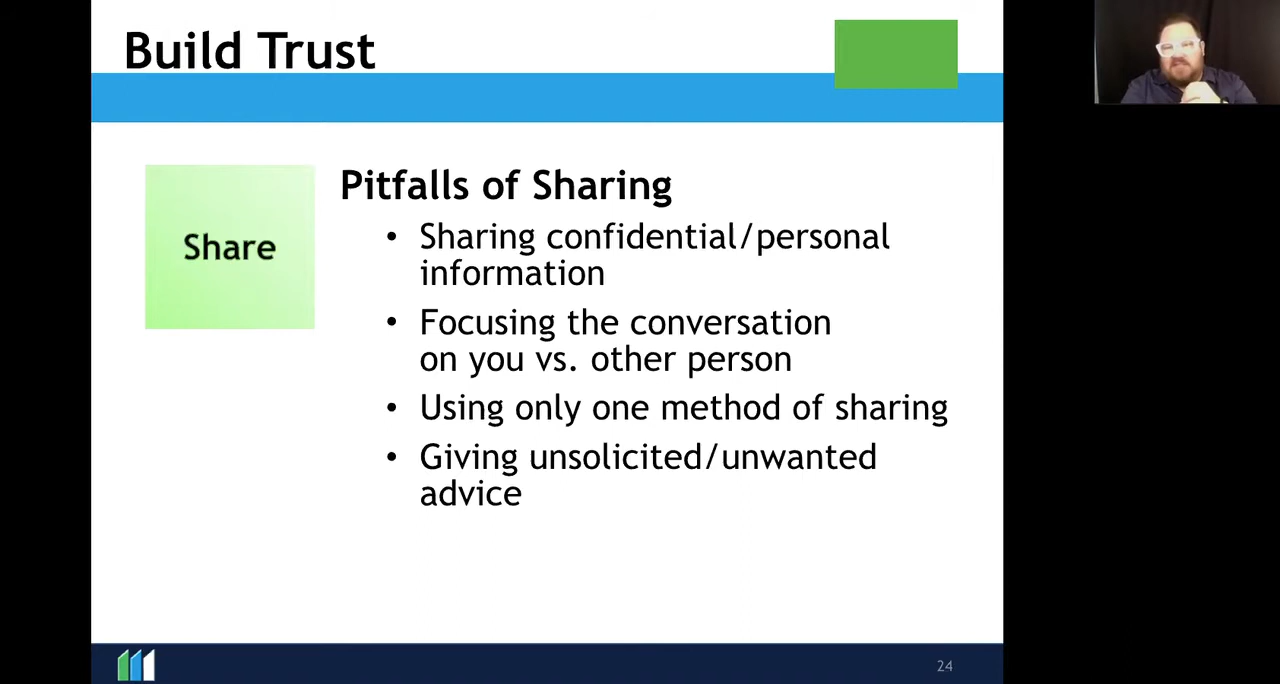 Build Trust
Share
Pitfalls of Sharing
• Sharing confidential/personal
information
• Focusing the conversation
on you vs. other person
• Using only one method of sharing
• Giving unsolicited/unwanted
advice
24